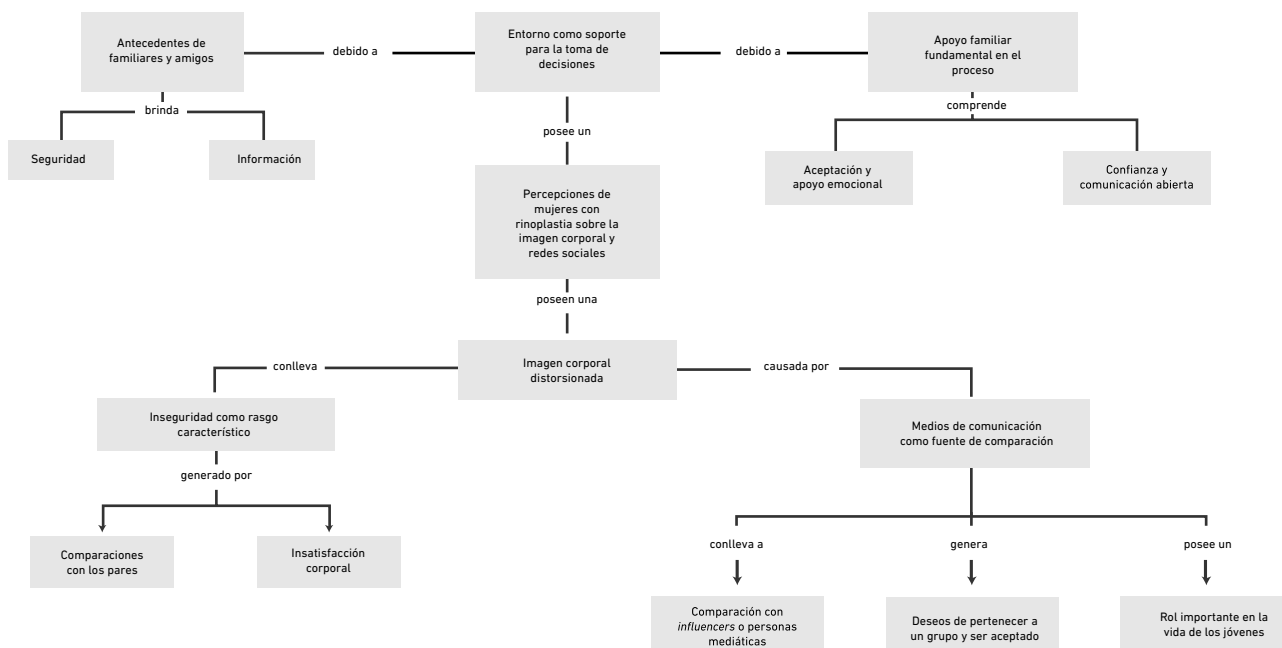 Antecedentes de
familiares y amigos
debido a
Entorno como soporte
para la toma de
decisiones
debido a
Apoyo familiar
fundamental en el
proceso
brinda
comprende
Seguridad
Información
posee un
Aceptación y
apoyo emocional
Confianza y
comunicación abierta
Percepciones de
mujeres con
rinoplastia sobre la
imagen corporal y
redes sociales
poseen una
conlleva
Imagen corporal
distorsionada
causada por
Inseguridad como rasgo
característico
Medios de comunicación
como fuente de comparación
generado por
Comparaciones
con los pares
Insatisfacción
corporal
conlleva a
genera
posee un
Comparación con
influencers o personas
mediáticas
Deseos de pertenecer a
un grupo y ser aceptado
Rol importante en la
vida de los jóvenes